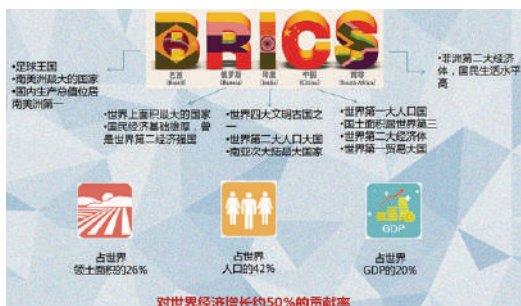 BRICS
巴西
(Brazil)
俄罗斯
(Russia)
印度
(India)
中国
(China)
南非
(South Africa)
•足球王国
•南美洲最大的国家
•国内生产总值位居
南美洲第一
•世界上面积最大的国家
•国民经济基础雄厚，曾
是世界第二经济强国
•世界四大文明古国之
一
•世界第二人口大国
•南亚次大陆最大国家
•世界第一大人口国
•国土面积居世界第三
•世界第二大经济体
•世界第一贸易大国
•非洲第二大经济
体，国民生活水平
高
GDP
占世界
领土面积的26%
占世界
人口的42%
占世界
GDP的20%
对世界经济增长约50%的贡献率